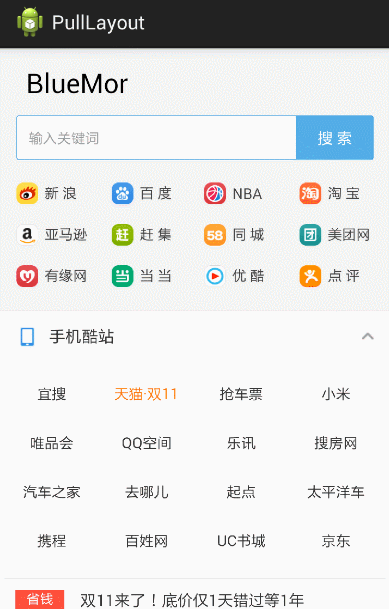 PullLayout
BlueMor
输入关键词 搜 索
新 浪 百 度 NBA 淘 宝
亚马逊 赶 集 同 城 美团网
有缘网 当 当 优 酷 点 评
手机酷站
宜搜 天猫·双11 抢车票 小米
唯品会 QQ空间 乐讯 搜房网
汽车之家 去哪儿 起点 太平洋车
携程 百姓网 UC书城 京东
省钱 双11来了！底价仅1天错过等1年